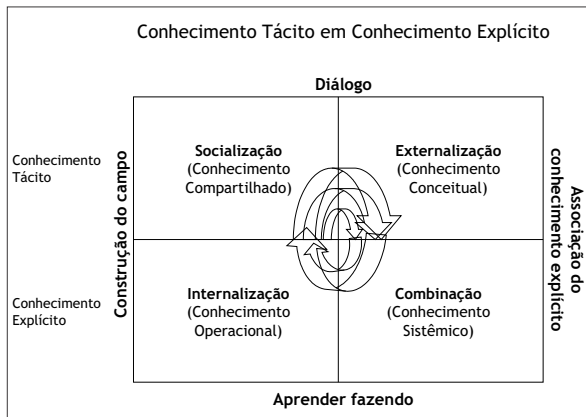 Conhecimento Tácito em Conhecimento Explícito
Diálogo
Conhecimento
Tácito
Construção do campo
Socialização
(Conhecimento
Compartilhado)
Externalização
(Conhecimento
Conceitual)
Associação do
conhecimento explícito
Conhecimento
Explícito
Internalização
(Conhecimento
Operacional)
Combinação
(Conhecimento
Sistêmico)
Aprender fazendo